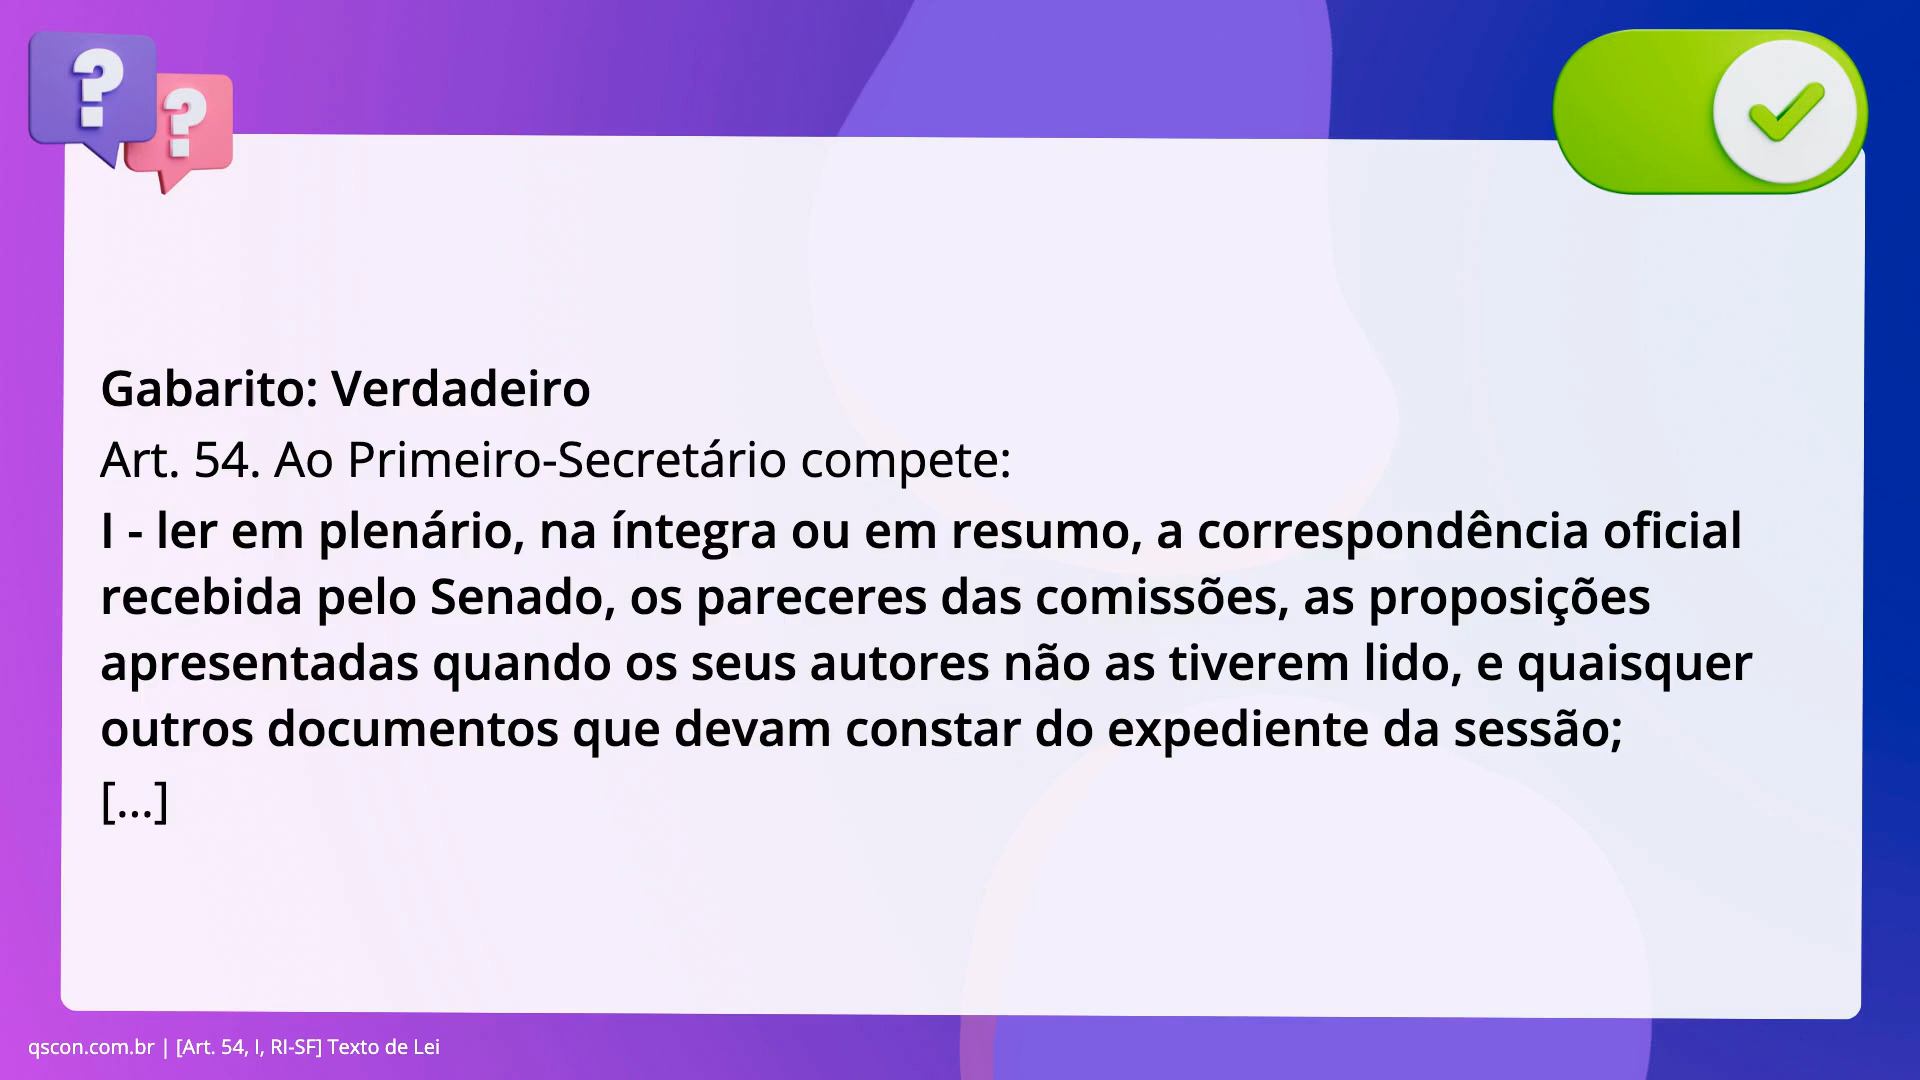 Gabarito: Verdadeiro
Art. 54. Ao Primeiro-Secretário compete:
I - ler em plenário, na íntegra ou em resumo, a correspondência oficial
recebida pelo Senado, os pareceres das comissões, as proposições
apresentadas quando os seus autores não as tiverem lido, e quaisquer
outros documentos que devam constar do expediente da sessão;
[...]
qscon.com.br | [Art. 54, I, RI-SF] Texto de Lei